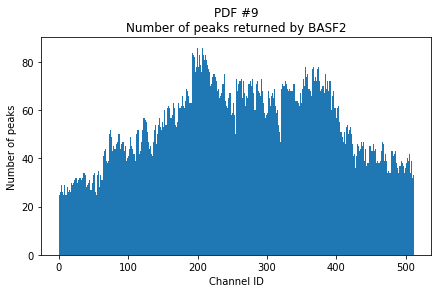 PDF #9
Number of peaks returned by BASF2
80
60
40
20
0
Number of peaks
0 100 200 300 400 500
Channel ID